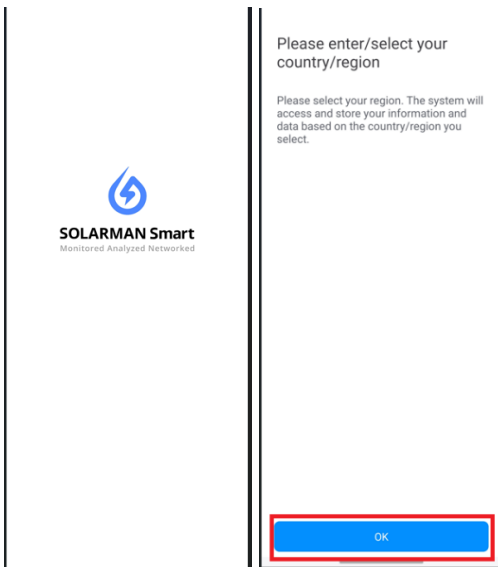 SOLARMAN Smart
Monitored Analyzed Networked
Please enter/select your
country/region
Please select your region. The system will
access and store your information and
data based on the country/region you
select.
OK